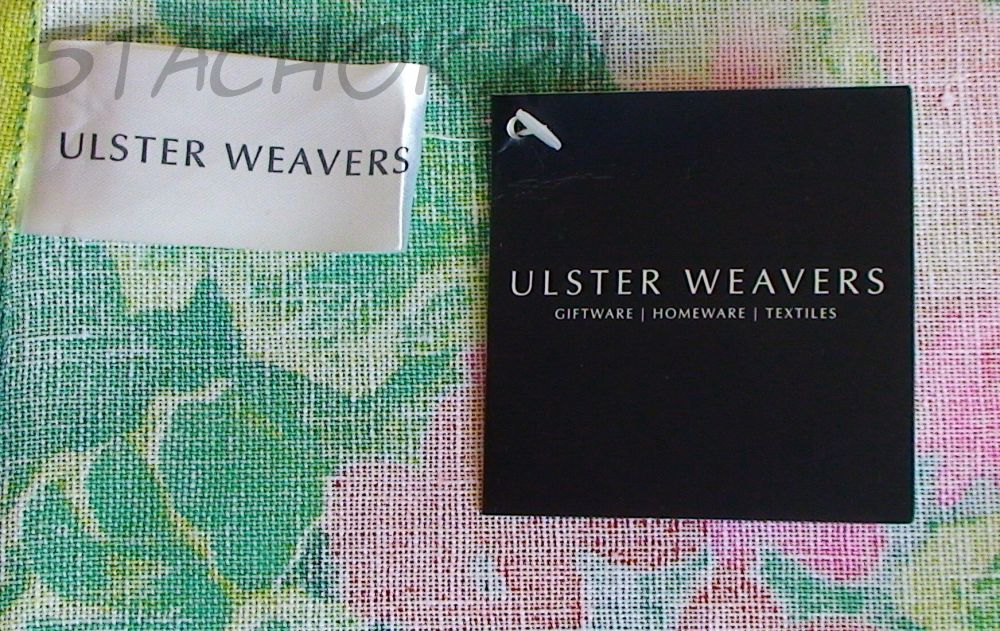 ULSTER WEAVERS
ULSTER WEAVERS
GIFTWARE | HOMEWARE | TEXTILES